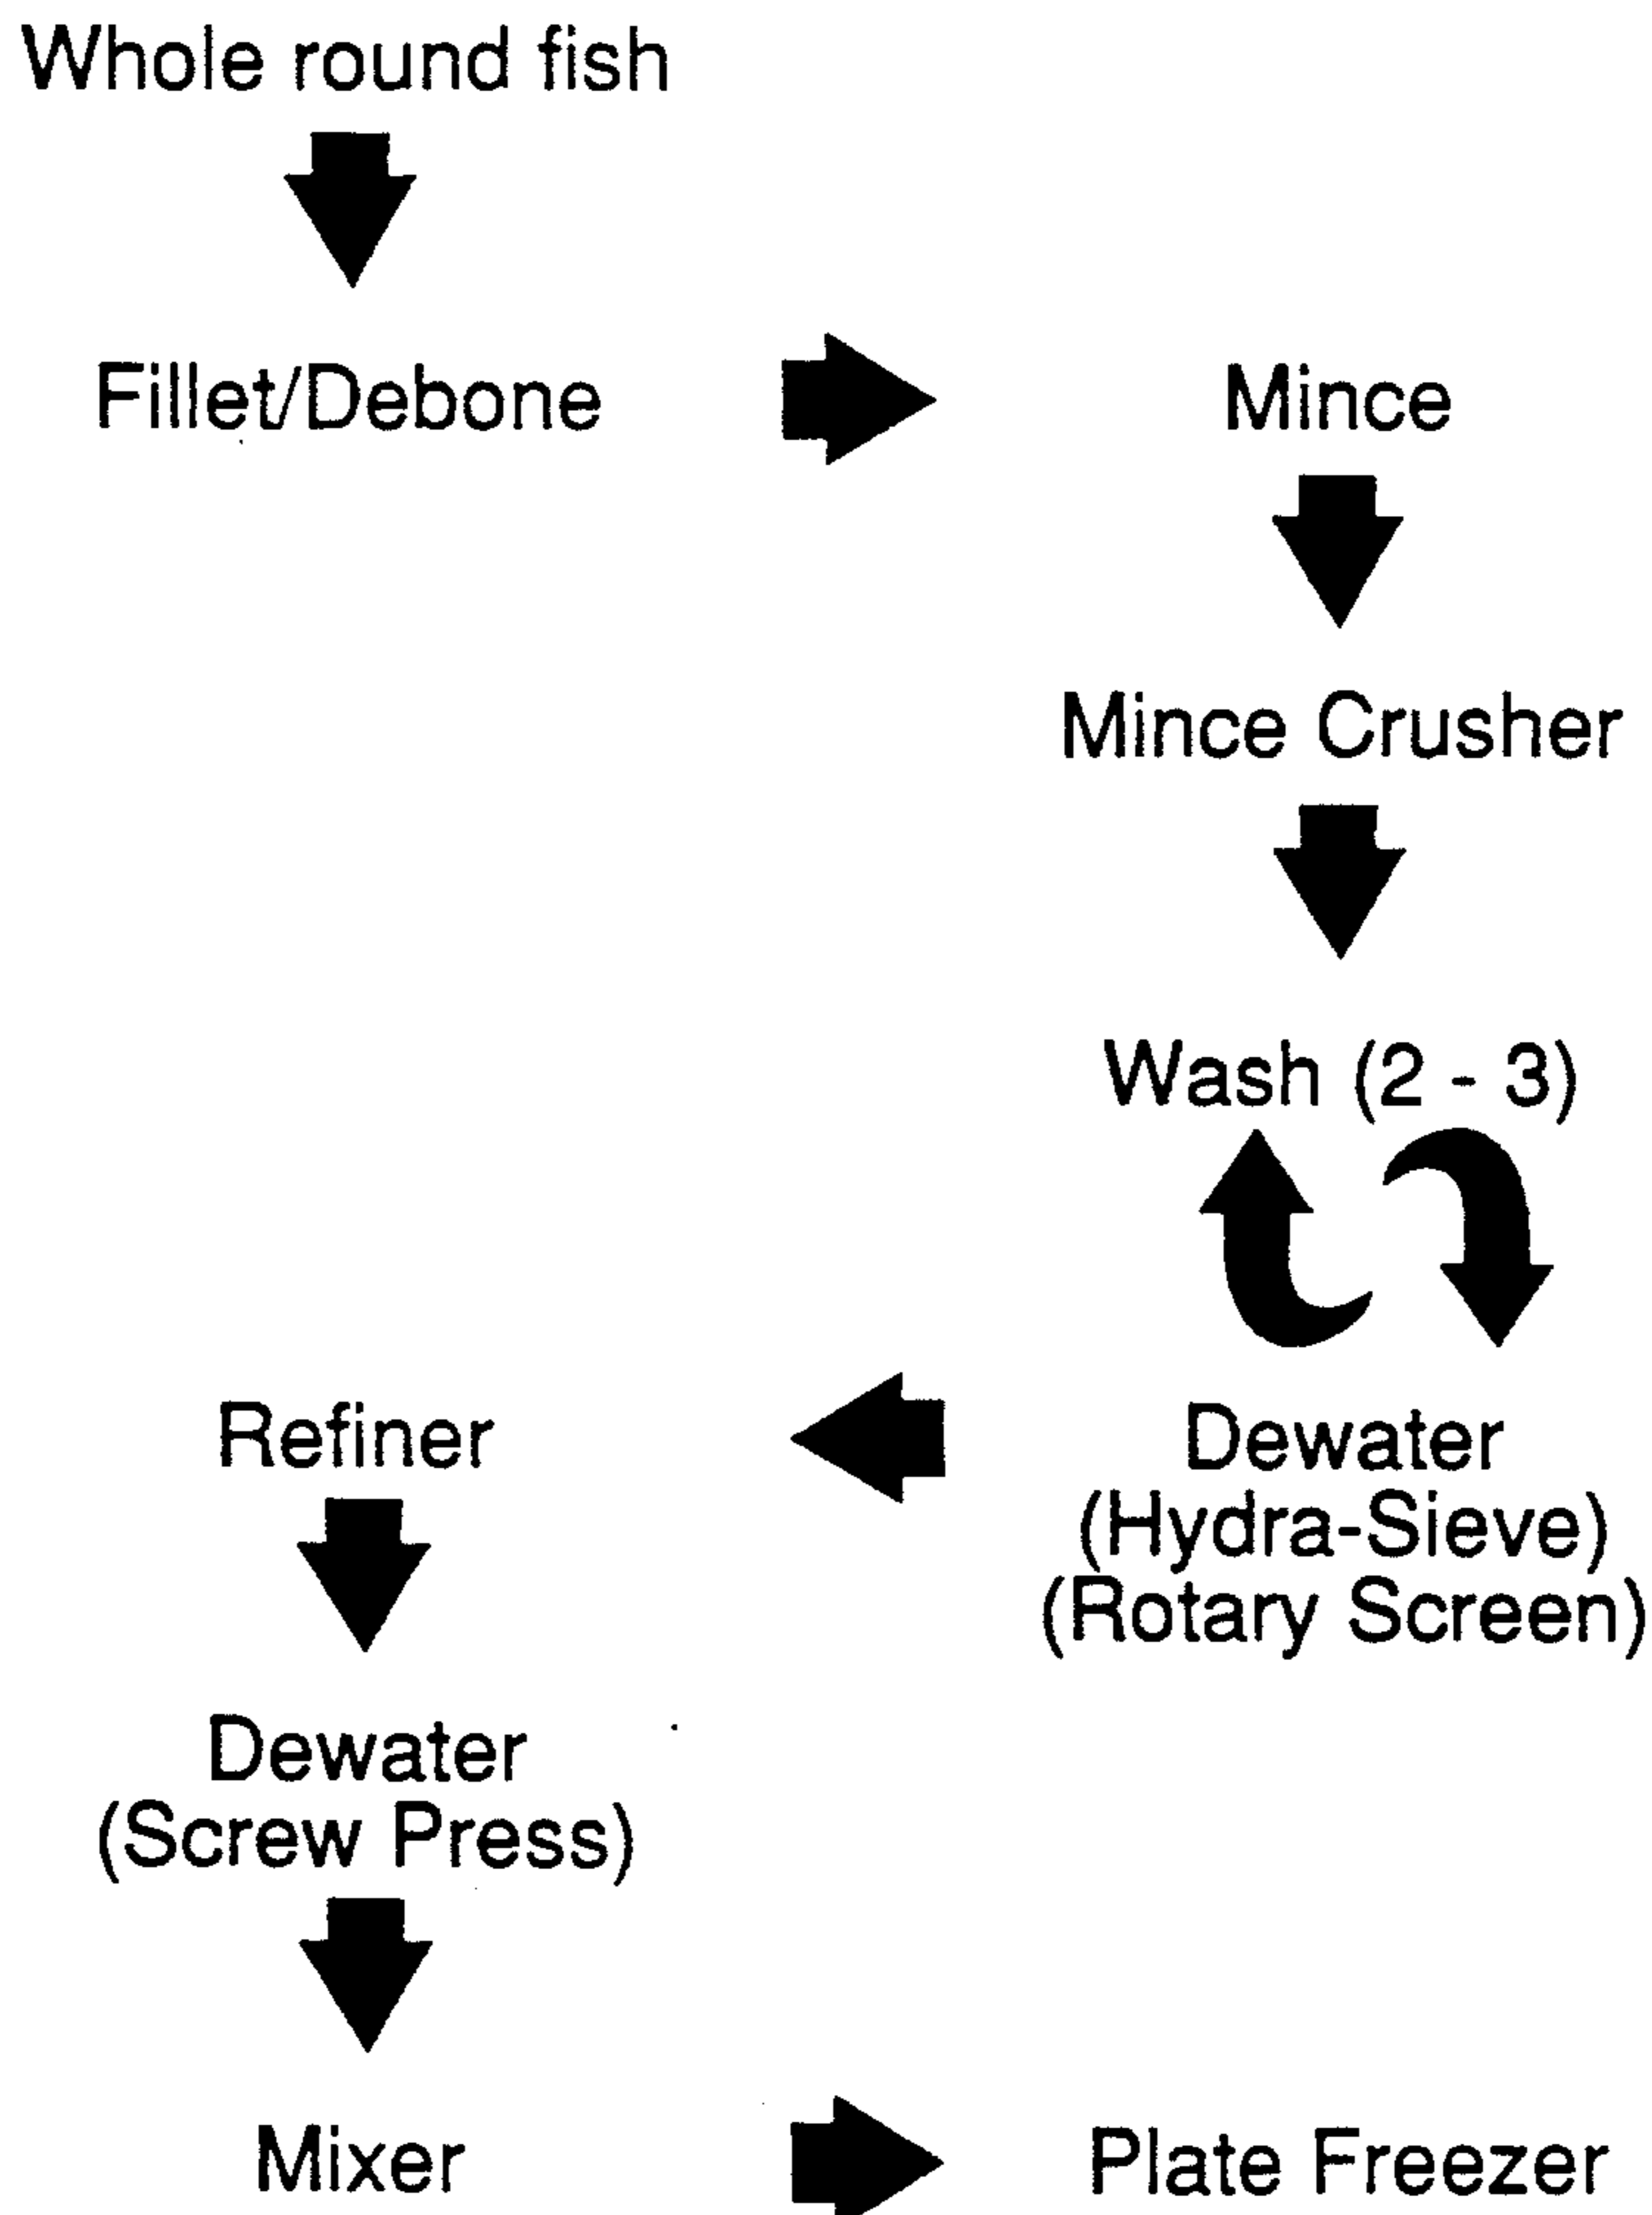 Whole round fish
Fillet/Debone
Mince
Mince Crusher
Wash (2 - 3)
Dewater
(Hydra-Sieve)
(Rotary Screen)
Refiner
Dewater
(Screw Press)
Mixer
Plate Freezer